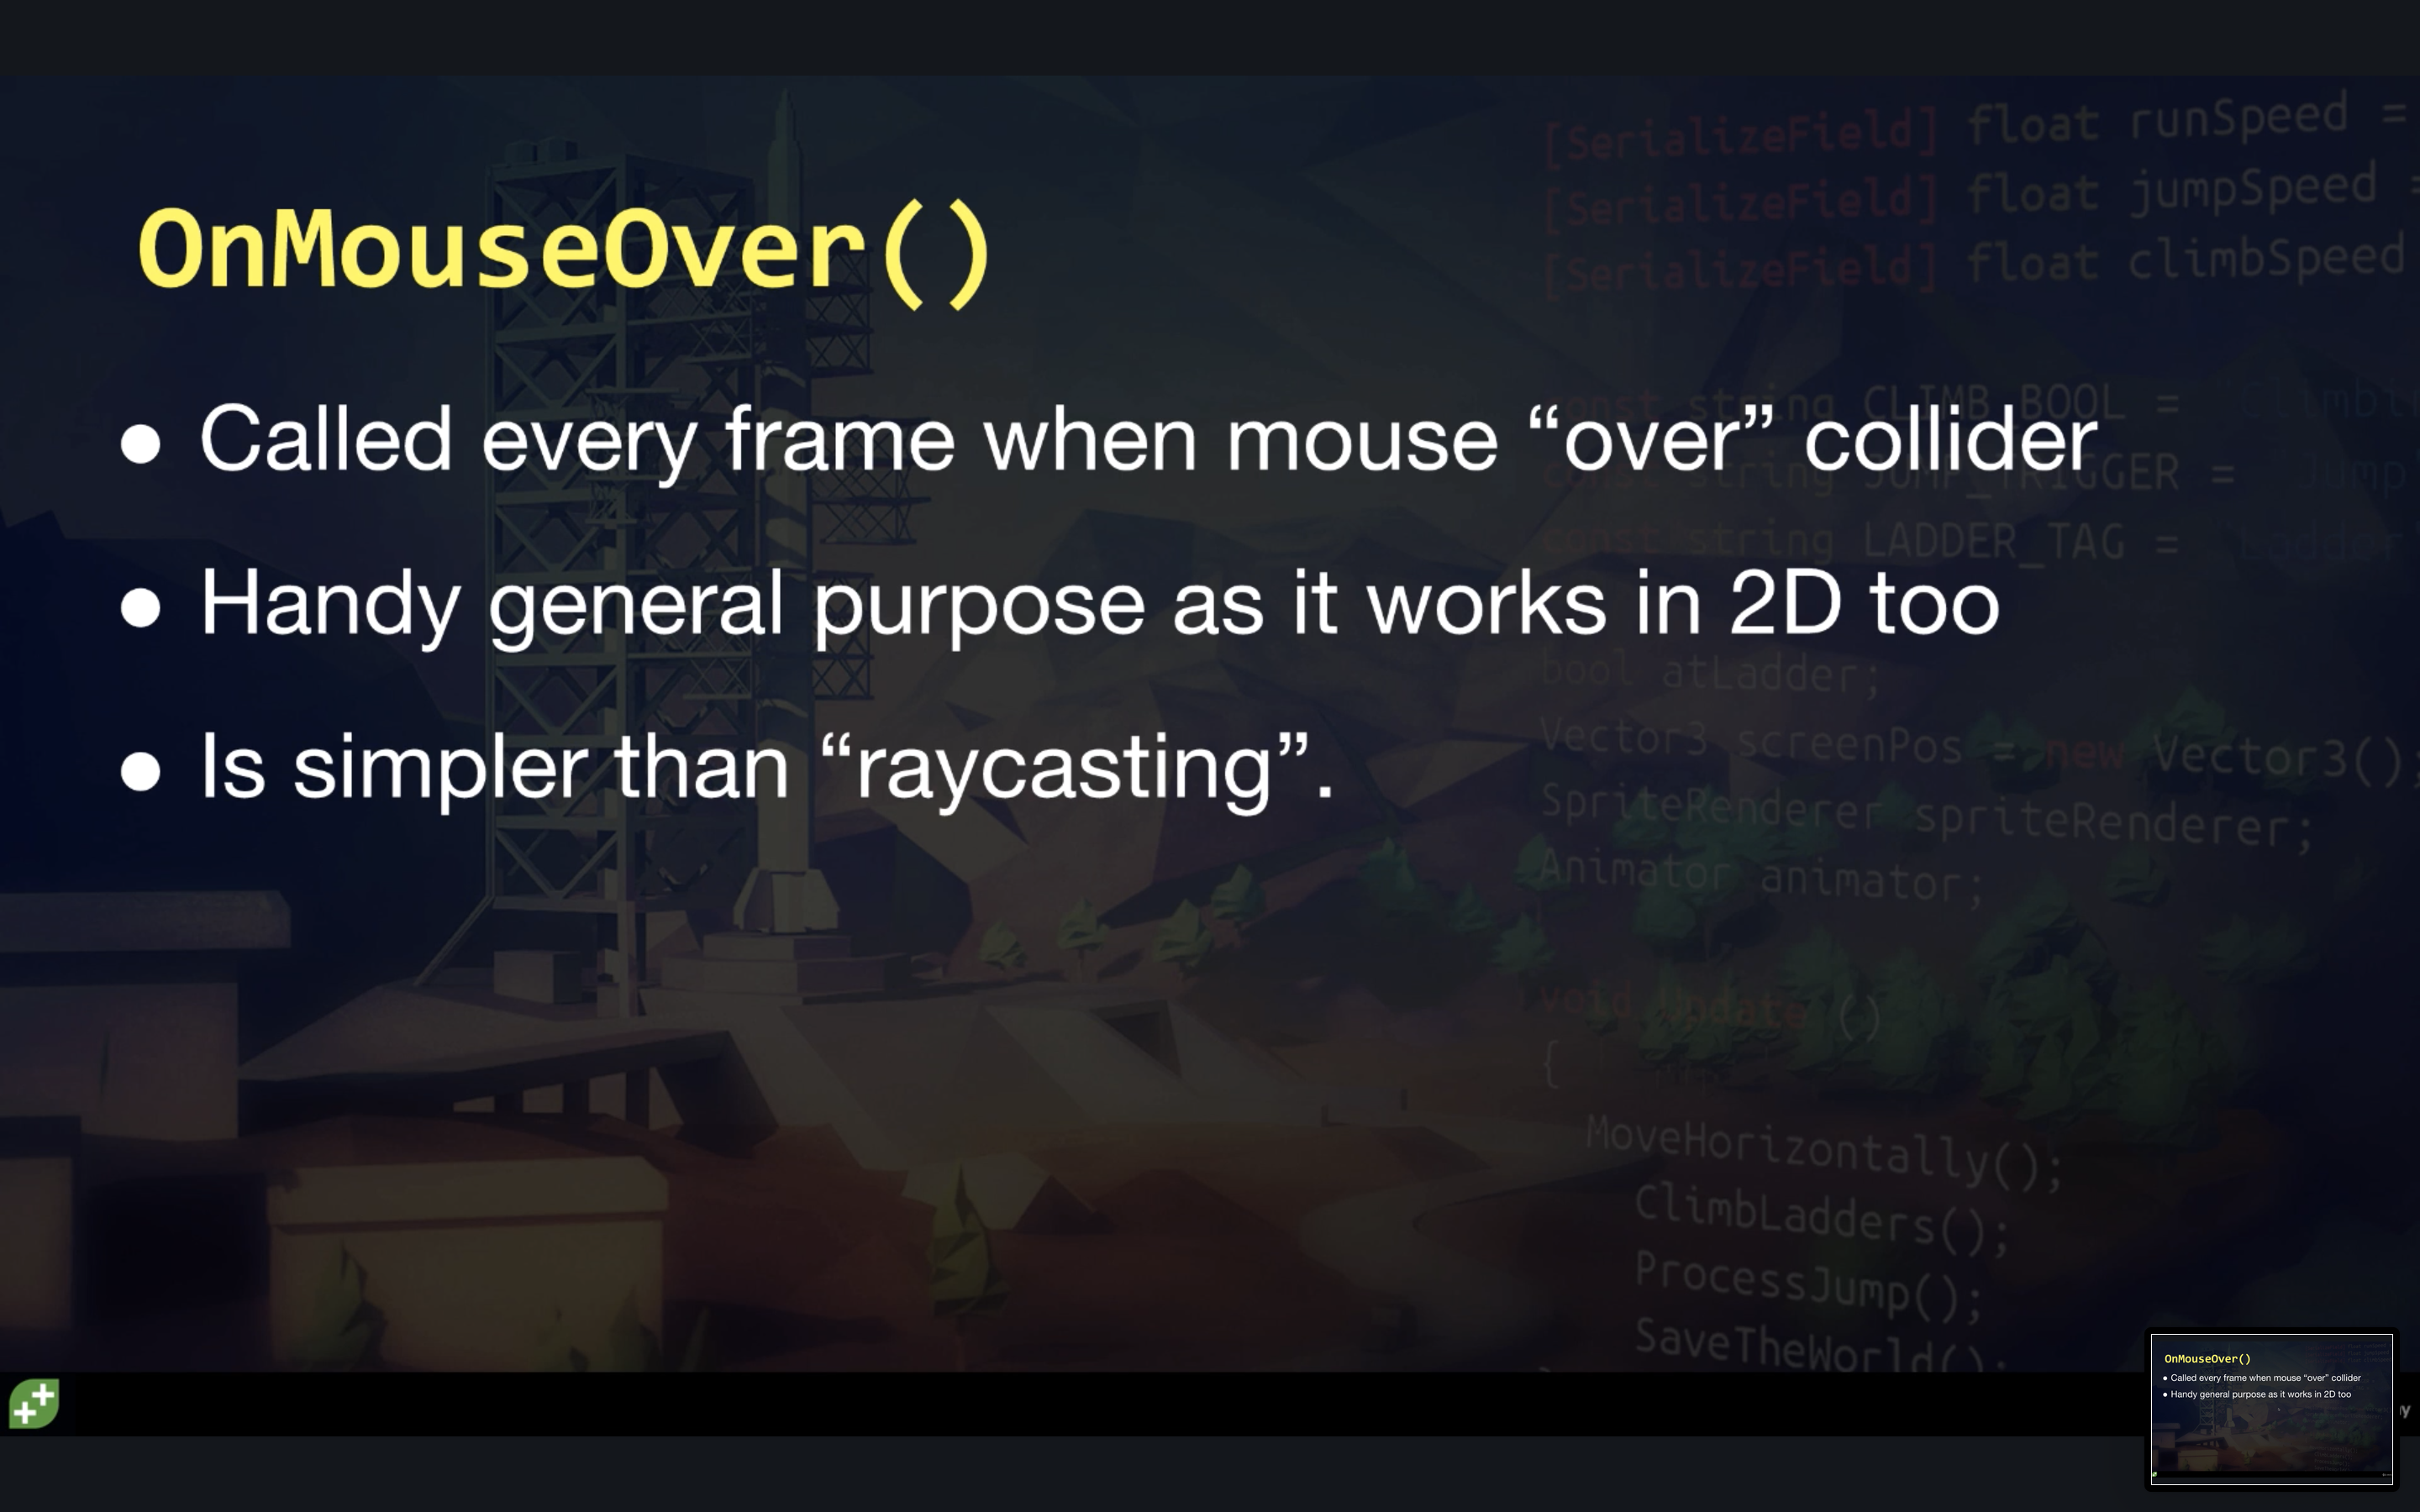 OnMouseOver()
● Called every frame when mouse “over” collider
● Handy general purpose as it works in 2D too
● Is simpler than “raycasting”.
[SerializeField] float runSpeed =
[SerializeField] float jumpSpeed =
[SerializeField] float climbSpeed
const string CLIMB_BOOL =
const string JUMP_TRIGGER =
const string LADDER_TAG =
bool atLadder;
Vector3 screenPos = new Vector3();
SpriteRenderer spriteRenderer;
Animator animator;
void Update ()
{
MoveHorizontally();
ClimbLadders();
ProcessJump();
SaveTheWorld();
OnMouseOver()
● Called every frame when mouse “over” collider
● Handy general purpose as it works in 2D too